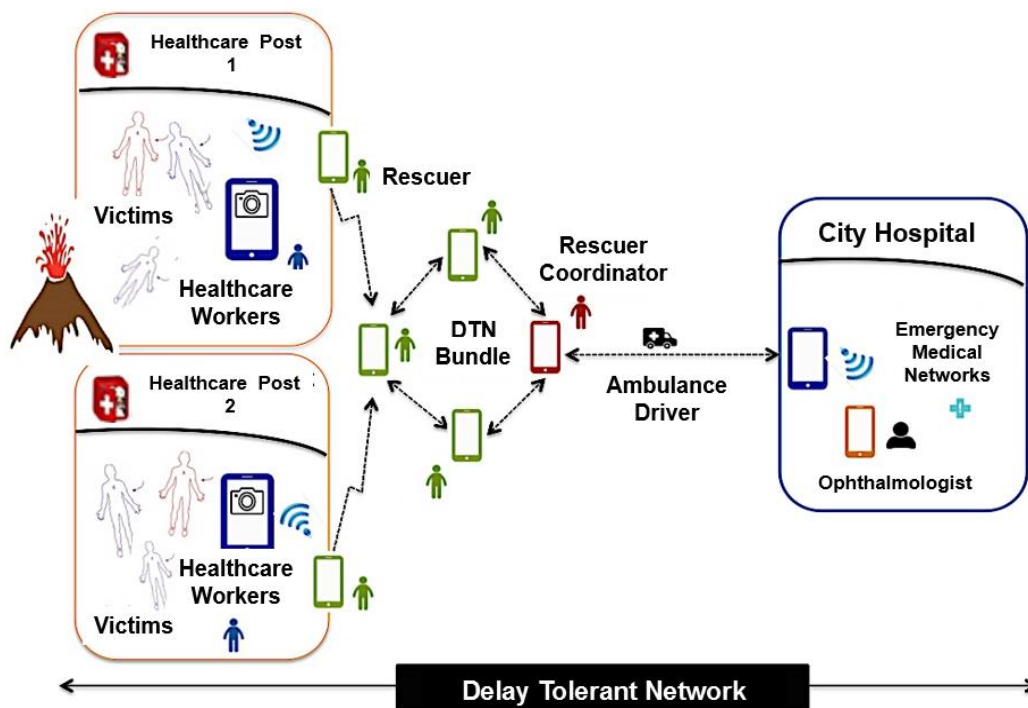 Healthcare Post
1
Victims
Healthcare
Workers
Rescuer
Rescuer
Coordinator
DTN
Bundle
Ambulance
Driver
City Hospital
Emergency
Medical
Networks
Ophthalmologist
Healthcare Post
2
Healthcare
Workers
Victims
Delay Tolerant Network